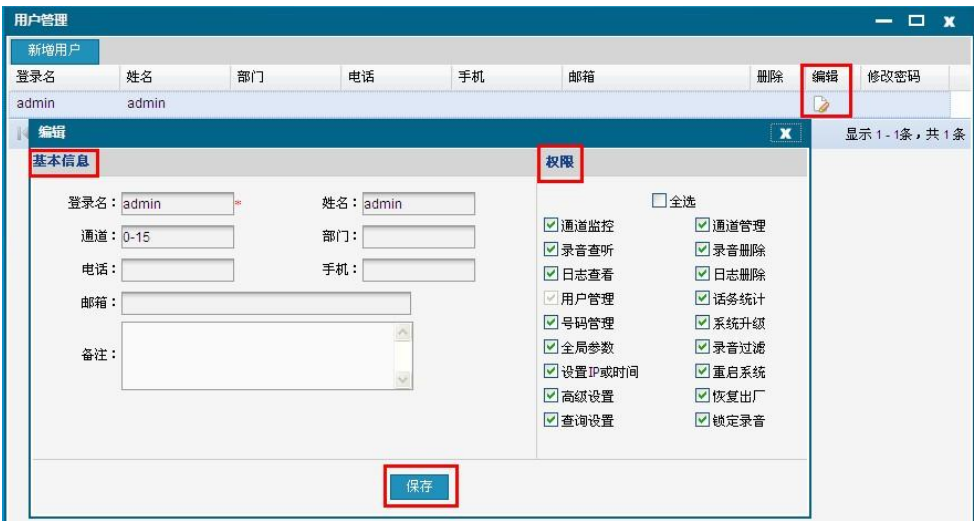 用户管理
新增用户
登录名 姓名 部门 电话 手机 邮箱 删除 编辑 修改密码
admin admin
显示 1 - 1条，共 1 条
编辑
基本信息 权限
全选
登录名：admin * 姓名：admin
通道监控 通道管理
通道：0-15 部门：
录音查听 录音删除
电话： 手机：
日志查看 日志删除
邮箱：
用户管理 话务统计
号码管理 系统升级
备注：
全局参数 录音过滤
设置IP或时间 重启系统
高级设置 恢复出厂
查询设置 锁定录音
保存